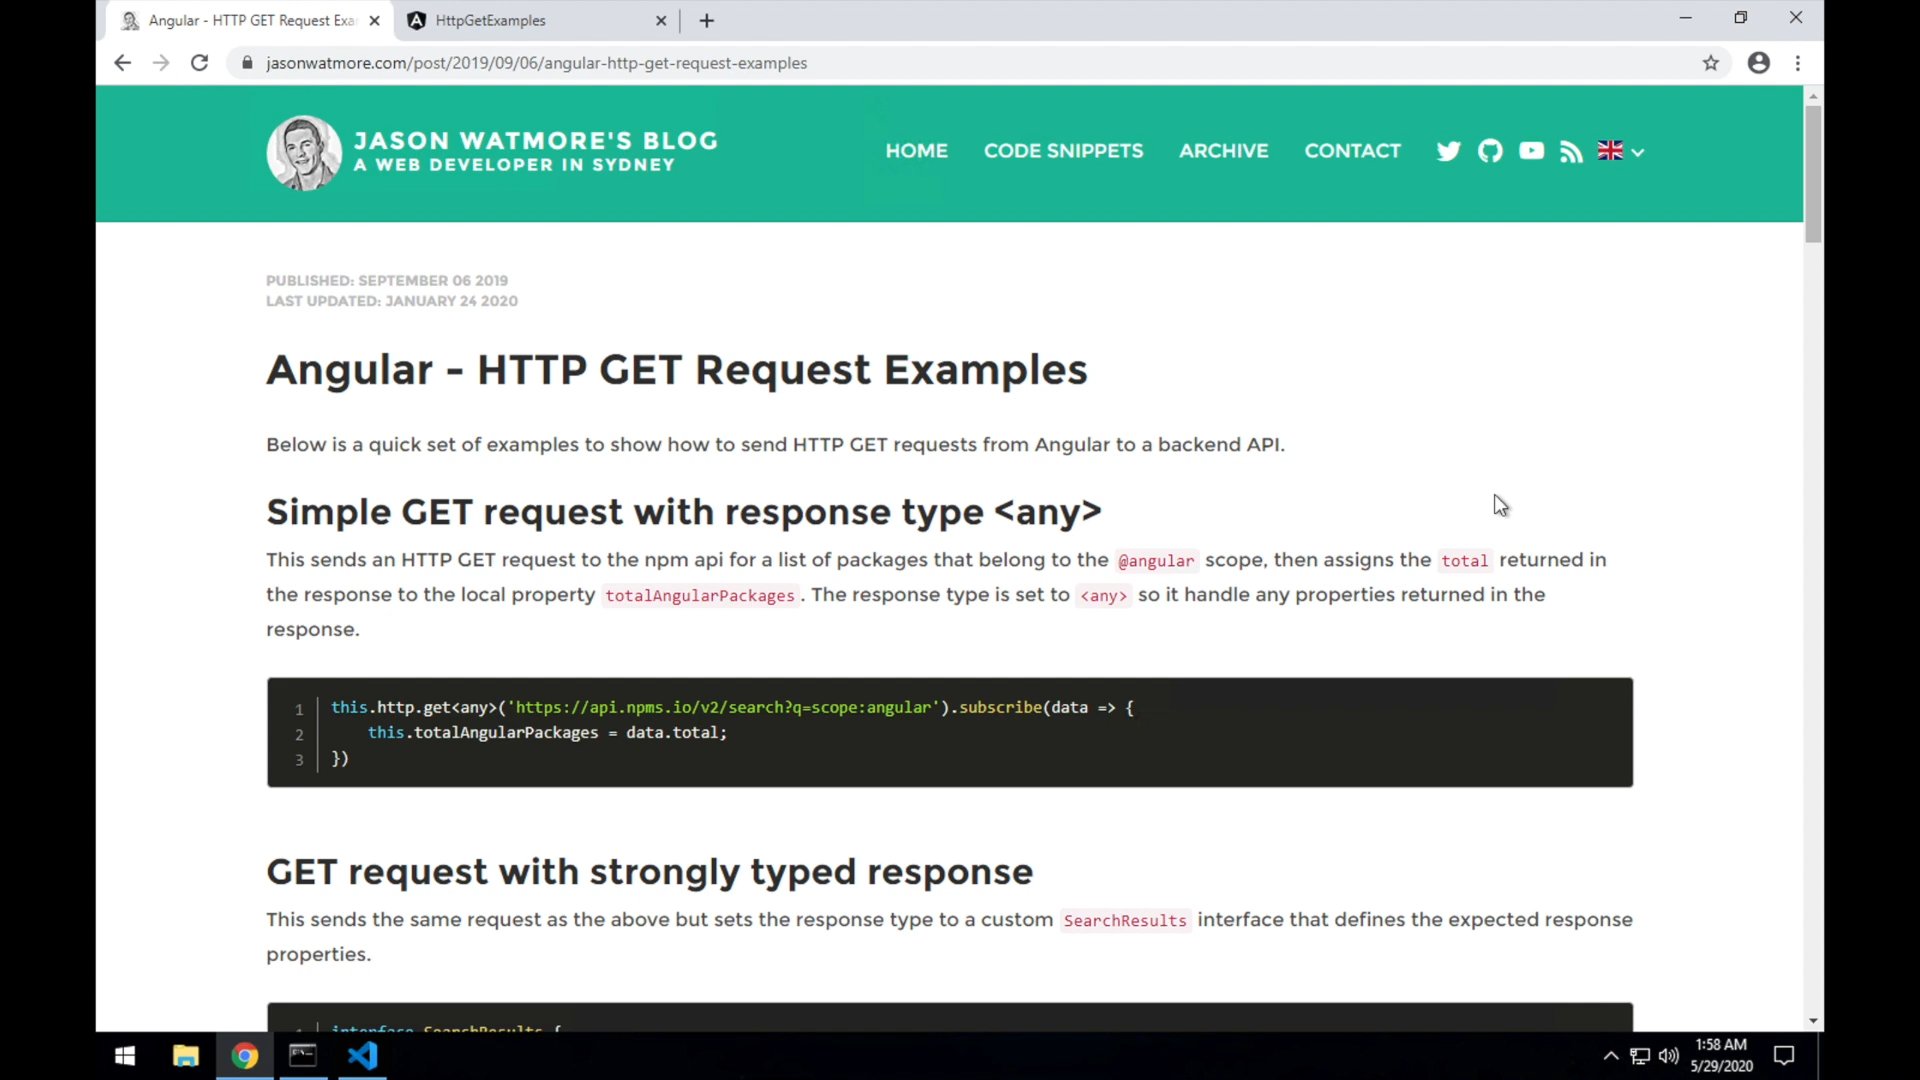 Angular - HTTP GET Request Exa
HttpGetExamples
jasonwatmore.com/post/2019/09/06/angular-http-get-request-examples
JASON WATMORE'S BLOG
A WEB DEVELOPER IN SYDNEY
HOME CODE SNIPPETS ARCHIVE CONTACT
PUBLISHED: SEPTEMBER 06 2019
LAST UPDATED: JANUARY 24 2020
Angular - HTTP GET Request Examples
Below is a quick set of examples to show how to send HTTP GET requests from Angular to a backend API.
Simple GET request with response type <any>
This sends an HTTP GET request to the npm api for a list of packages that belong to the @angular scope, then assigns the total returned in
the response to the local property totalAngularPackages. The response type is set to <any> so it handle any properties returned in the
response.
1 this.http.get<any>('https://api.npms.io/v2/search?q=scope:angular').subscribe(data => {
2 this.totalAngularPackages = data.total;
3 })
GET request with strongly typed response
This sends the same request as the above but sets the response type to a custom SearchResults interface that defines the expected response
properties.
interface SearchResults {
1:58 AM
5/29/2020